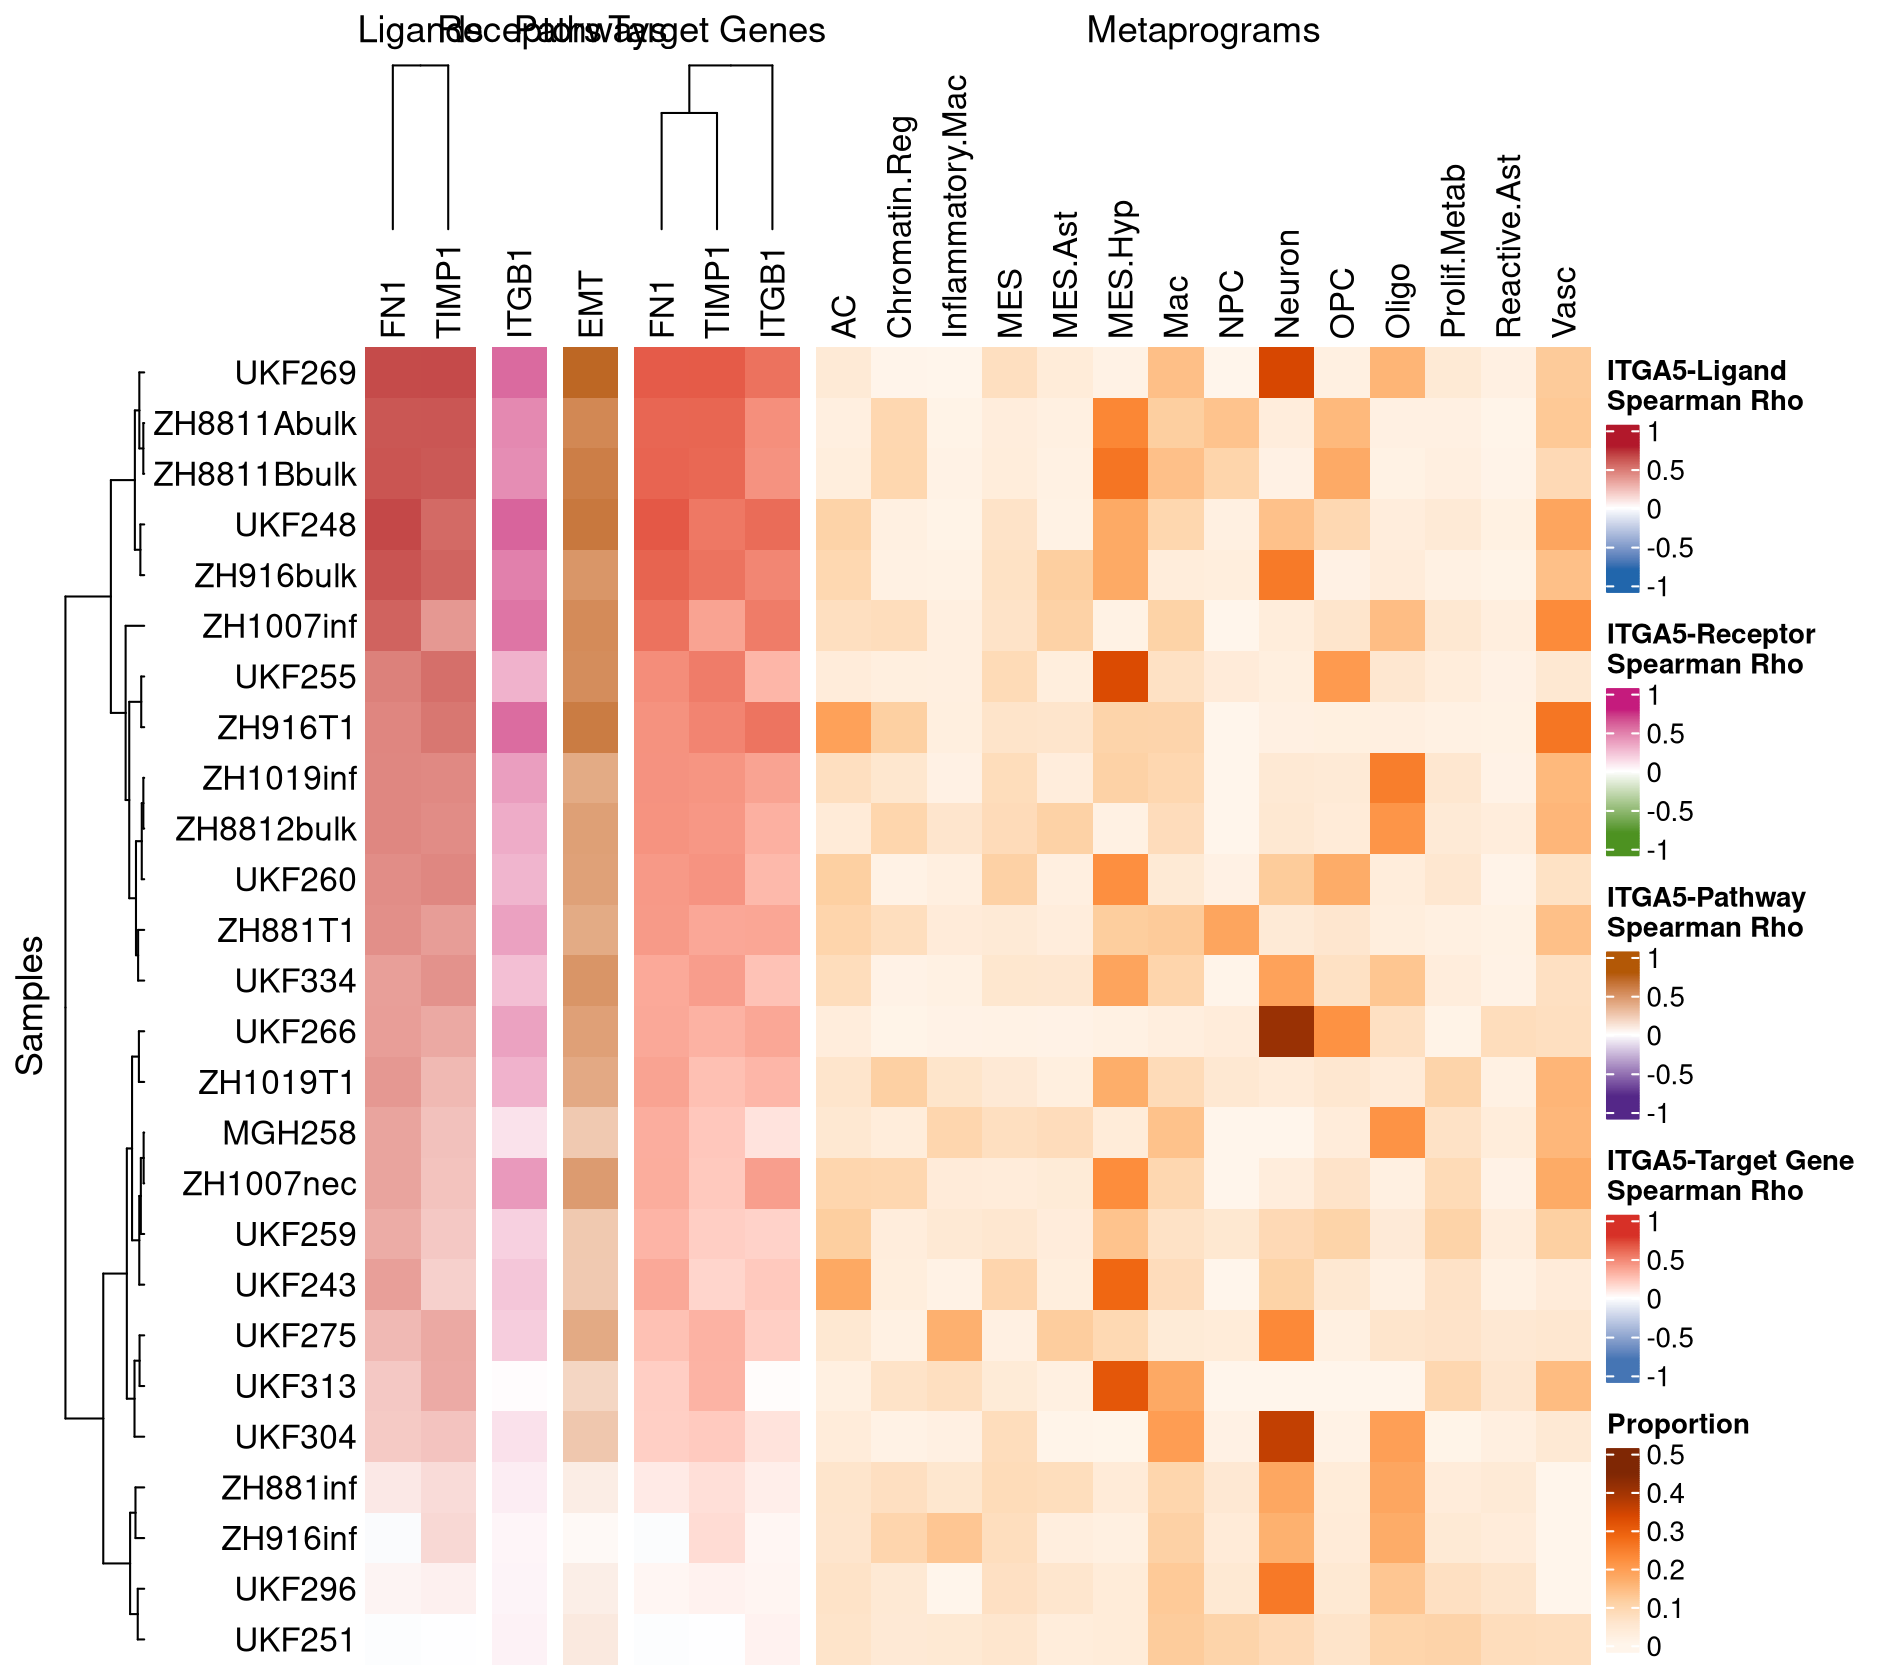 Ligands Receptors Pathways Target Genes Metaprograms
FN1
TIMP1
ITGB1
EMT
FN1
TIMP1
ITGB1
AC
Chromatin.Reg
Inflammatory.Mac
MES
MES.Ast
MES.Hyp
Mac
NPC
Neuron
OPC
Oligo
Prolif.Metab
Reactive.Ast
Vasc
Samples
UKF269
ZH8811Abulk
ZH8811Bbulk
UKF248
ZH916bulk
ZH1007inf
UKF255
ZH916T1
ZH1019inf
ZH8812bulk
UKF260
ZH881T1
UKF334
UKF266
ZH1019T1
MGH258
ZH1007nec
UKF259
UKF243
UKF275
UKF313
UKF304
ZH881inf
ZH916inf
UKF296
UKF251
ITGA5-Ligand
Spearman Rho
1
0.5
0
-0.5
-1
ITGA5-Receptor
Spearman Rho
1
0.5
0
-0.5
-1
ITGA5-Pathway
Spearman Rho
1
0.5
0
-0.5
-1
ITGA5-Target Gene
Spearman Rho
1
0.5
0
-0.5
-1
Proportion
0.5
0.4
0.3
0.2
0.1
0